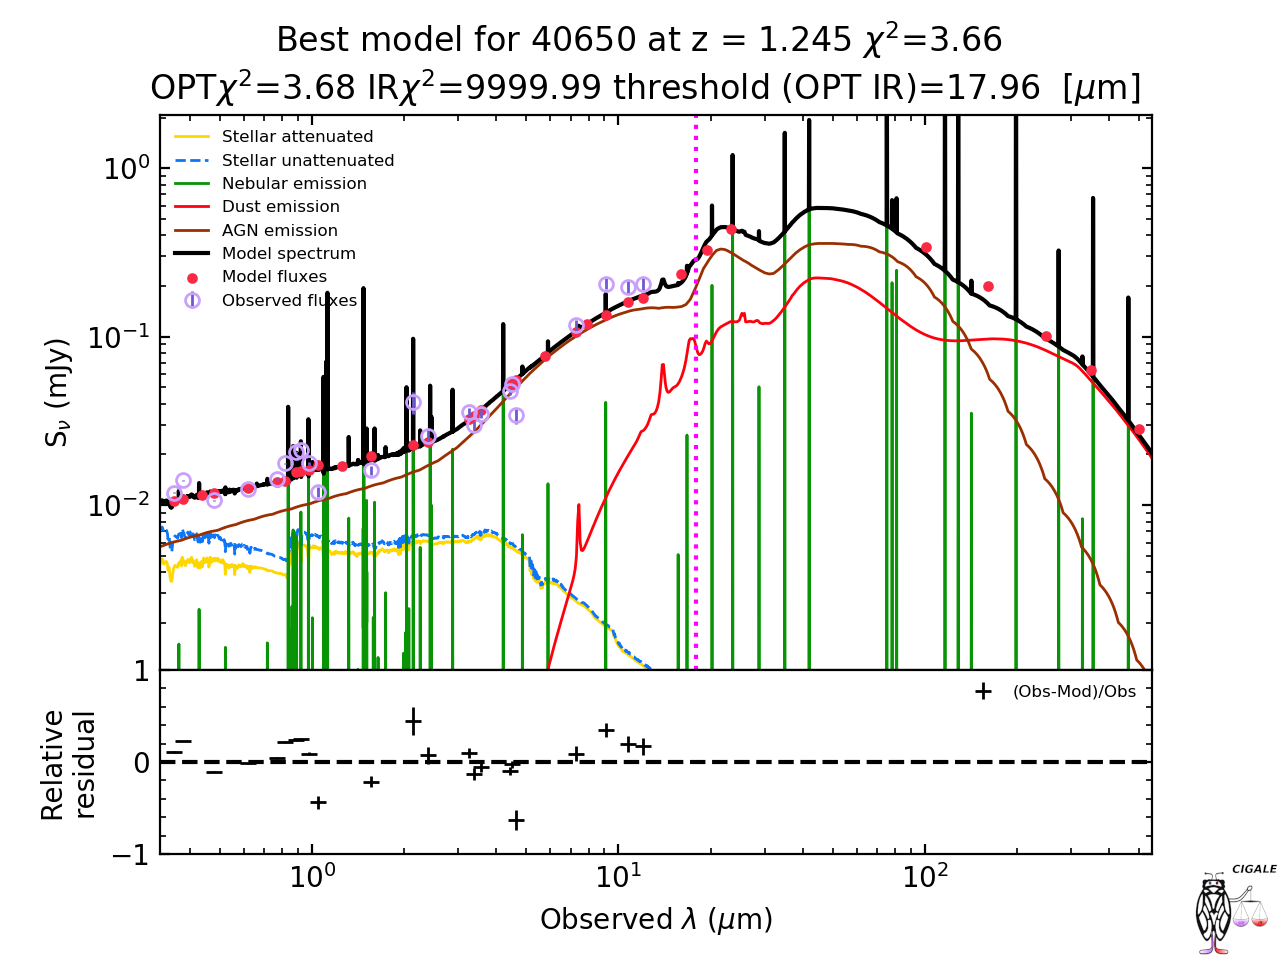 Best model for 40650 at z = 1.245 χ²=3.66
OPTχ²=3.68 IRχ²=9999.99 threshold (OPT IR)=17.96 [μm]
Stellar attenuated
Stellar unattenuated
Nebular emission
Dust emission
AGN emission
Model spectrum
Model fluxes
Observed fluxes
10⁰
10⁻¹
10⁻²
S_ν (mJy)
1
0
−1
Relative
residual
(Obs-Mod)/Obs
10⁰
10¹
10²
Observed λ (μm)
CIGALE